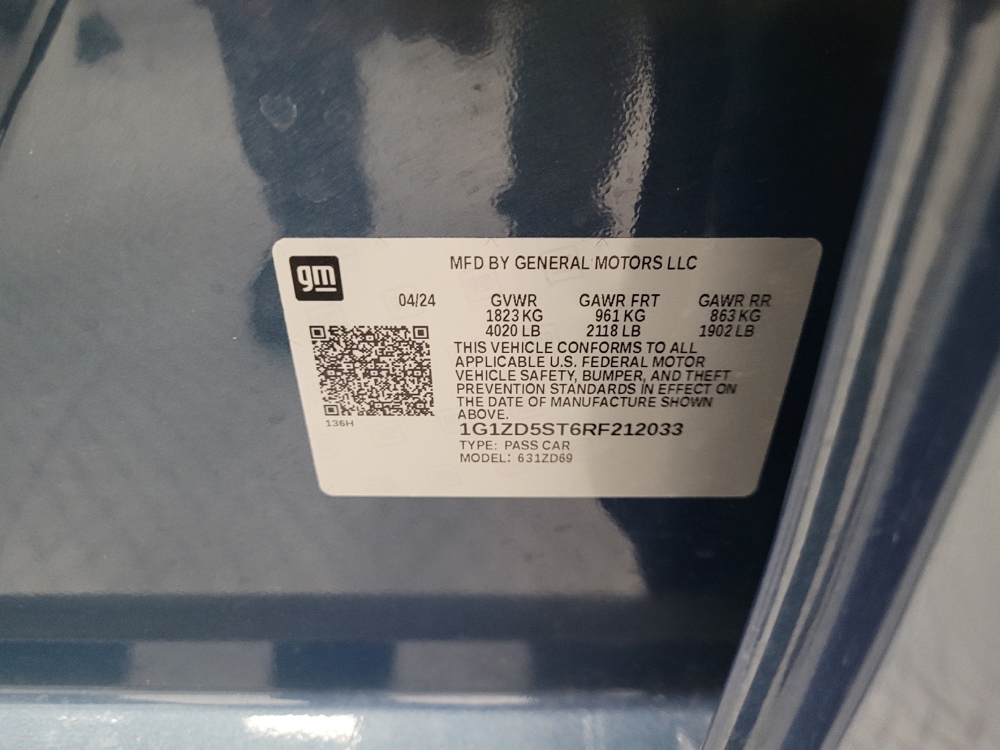 gm
MFD BY GENERAL MOTORS LLC
04/24 GVWR GAWR FRT GAWR RR
1823 KG 961 KG 863 KG
4020 LB 2118 LB 1902 LB
THIS VEHICLE CONFORMS TO ALL
APPLICABLE U.S. FEDERAL MOTOR
VEHICLE SAFETY, BUMPER, AND THEFT
PREVENTION STANDARDS IN EFFECT ON
THE DATE OF MANUFACTURE SHOWN
ABOVE.
136H
1G1ZD5ST6RF212033
TYPE: PASS CAR
MODEL: 631ZD69